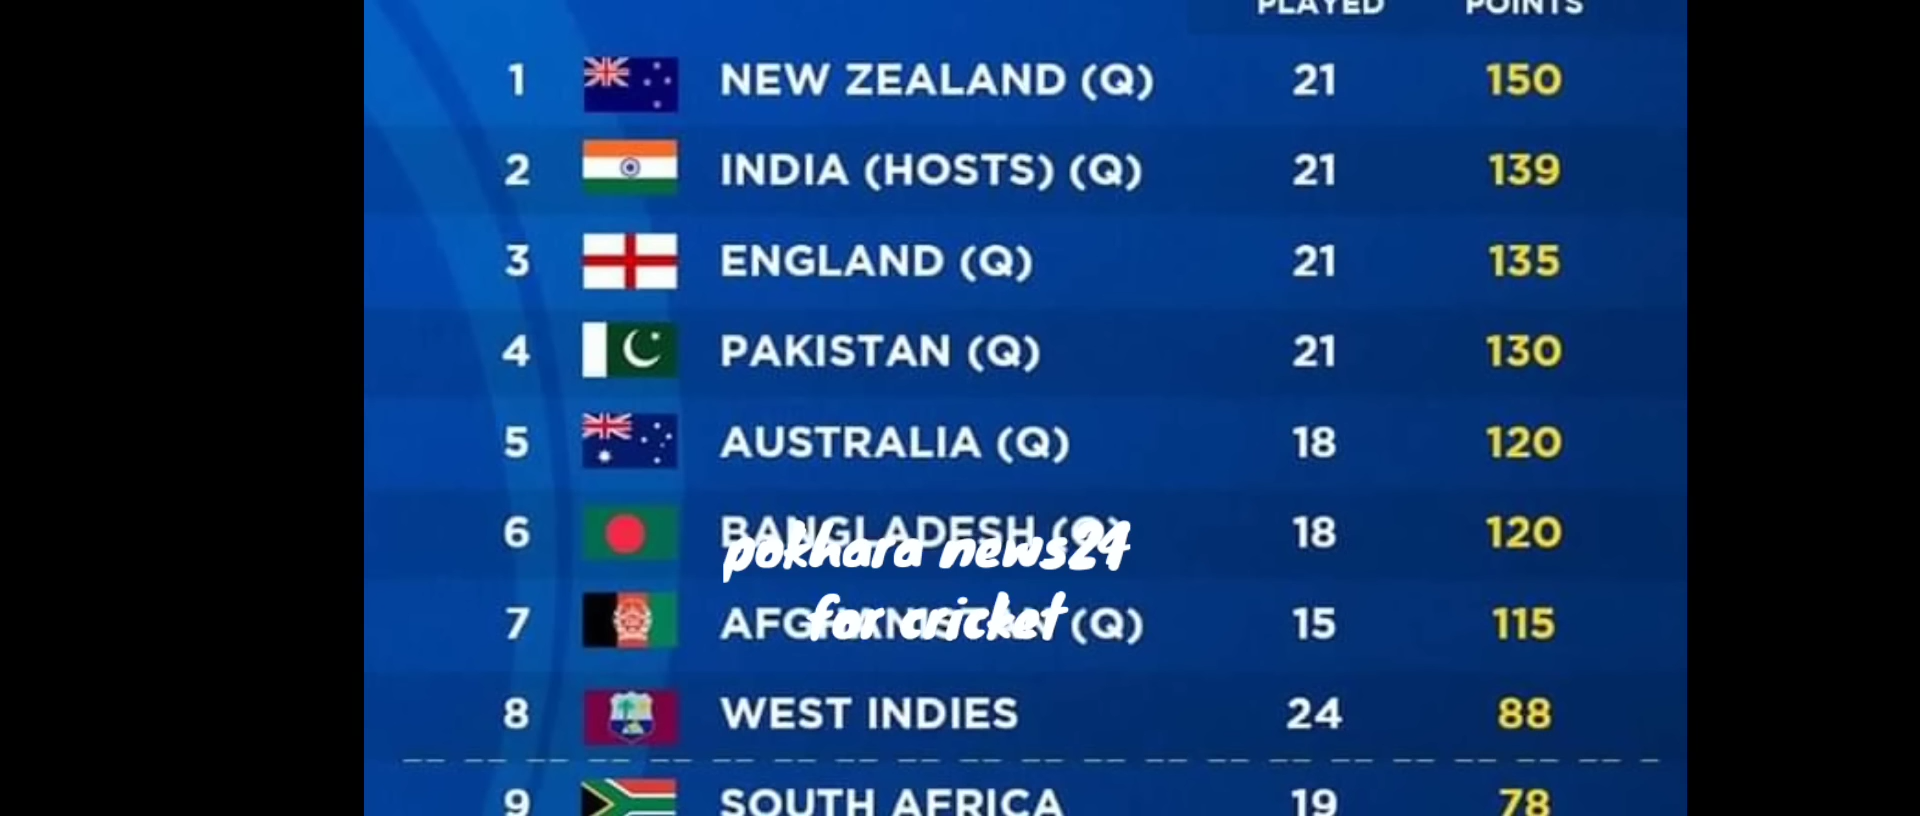 PLAYED POINTS
1 NEW ZEALAND (Q) 21 150
2 INDIA (HOSTS) (Q) 21 139
3 ENGLAND (Q) 21 135
4 PAKISTAN (Q) 21 130
5 AUSTRALIA (Q) 18 120
6 BANGLADESH (Q) 18 120
pokhara news24
7 AFGHANISTAN (Q) 15 115
for cricket
8 WEST INDIES 24 88
9 SOUTH AFRICA 19 78